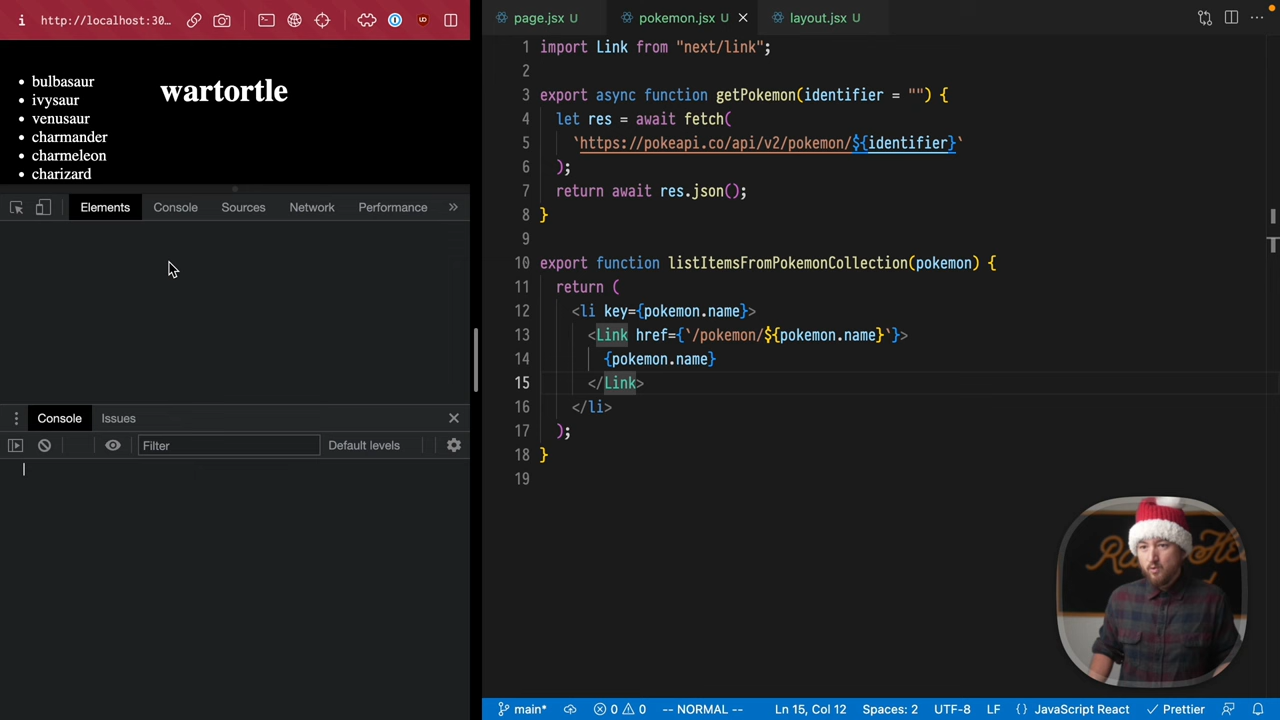 i http://localhost:30…
bulbasaur
ivysaur
venusaur
charmander
charmeleon
charizard
wartortle
Elements Console Sources Network Performance »
Console Issues
Filter Default levels
page.jsx U pokemon.jsx U layout.jsx U
1 import Link from "next/link";
2
3 export async function getPokemon(identifier = "") {
4 let res = await fetch(
5 `https://pokeapi.co/api/v2/pokemon/${identifier}`
6 );
7 return await res.json();
8 }
9
10 export function listItemsFromPokemonCollection(pokemon) {
11 return (
12 <li key={pokemon.name}>
13 <Link href={`/pokemon/${pokemon.name}`}>
14 {pokemon.name}
15 </Link>
16 </li>
17 );
18 }
19
main* 0 0 -- NORMAL -- Ln 15, Col 12 Spaces: 2 UTF-8 LF {} JavaScript React Prettier